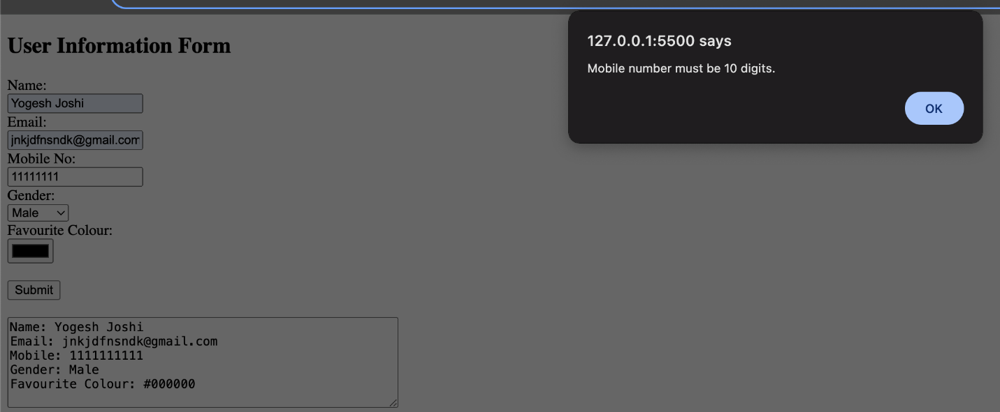 127.0.0.1:5500 says
Mobile number must be 10 digits.
OK
User Information Form
Name:
Yogesh Joshi
Email:
jnkjdfnsndk@gmail.com
Mobile No:
11111111
Gender:
Male
Favourite Colour:
Submit
Name: Yogesh Joshi
Email: jnkjdfnsndk@gmail.com
Mobile: 1111111111
Gender: Male
Favourite Colour: #000000